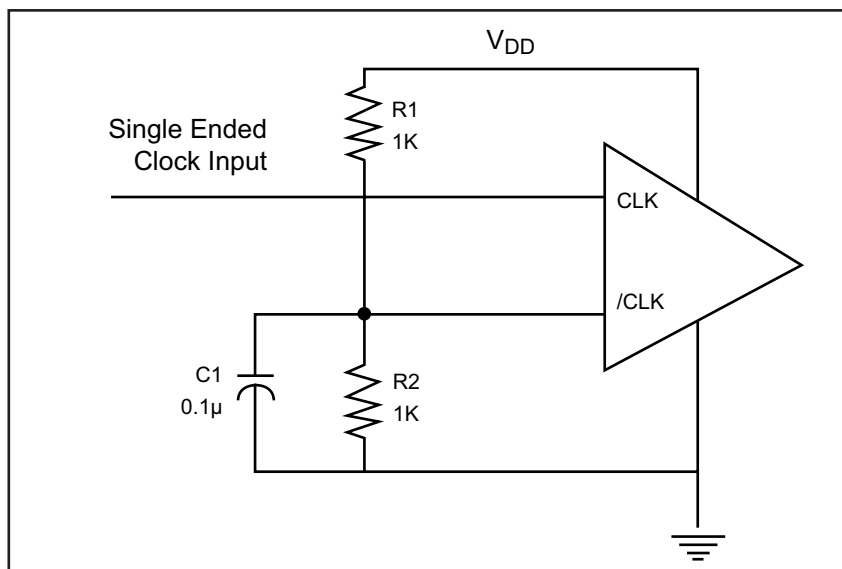 VDD
R1
1K
Single Ended
Clock Input
CLK
/CLK
C1
0.1µ
R2
1K